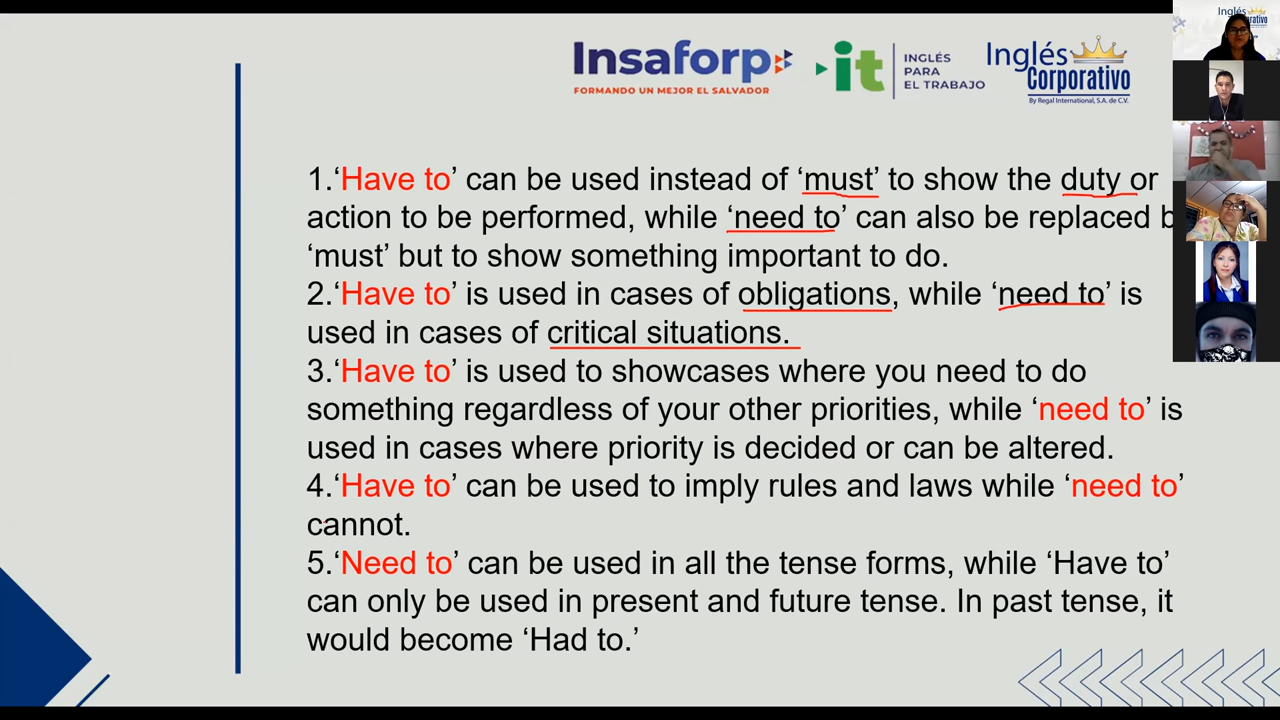 Insaforp
FORMANDO UN MEJOR EL SALVADOR
it
INGLÉS
PARA
EL TRABAJO
Inglés
Corporativo
By Regal International, S.A. de C.V.
Inglés
Corporativo
1.‘Have to’ can be used instead of ‘must’ to show the duty or
action to be performed, while ‘need to’ can also be replaced
‘must’ but to show something important to do.
2.‘Have to’ is used in cases of obligations, while ‘need to’ is
used in cases of critical situations.
3.‘Have to’ is used to showcases where you need to do
something regardless of your other priorities, while ‘need to’ is
used in cases where priority is decided or can be altered.
4.‘Have to’ can be used to imply rules and laws while ‘need to’
cannot.
5.‘Need to’ can be used in all the tense forms, while ‘Have to’
can only be used in present and future tense. In past tense, it
would become ‘Had to.’